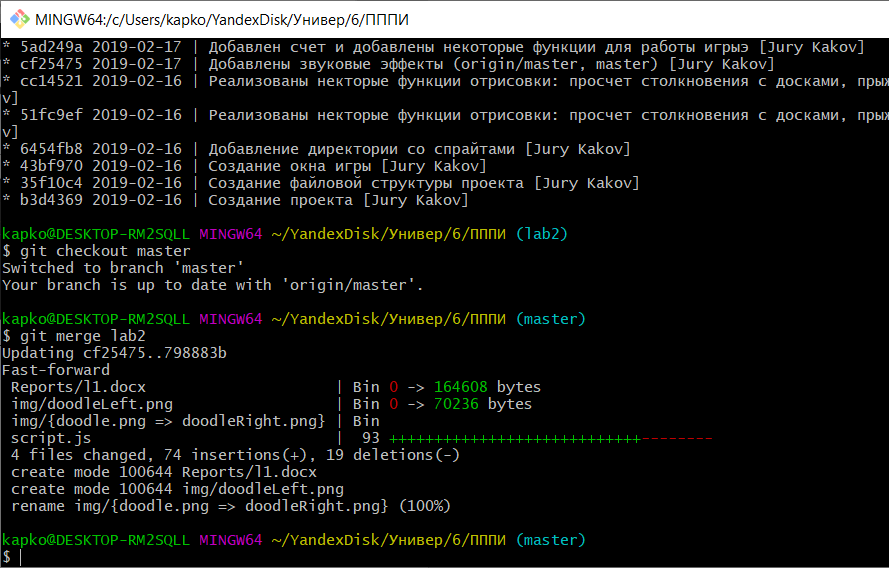 MINGW64:/c/Users/kapko/YandexDisk/Универ/6/ПППИ
* 5ad249a 2019-02-17 | Добавлен счет и добавлены некоторые функции для работы игрыэ [Jury Kakov]
* cf25475 2019-02-17 | Добавлены звуковые эффекты (origin/master, master) [Jury Kakov]
* cc14521 2019-02-16 | Реализованы некторые функции отрисовки: просчет столкновения с досками, прыж
v]
* 51fc9ef 2019-02-16 | Реализованы некторые функции отрисовки: просчет столкновения с досками, прыж
v]
* 6454fb8 2019-02-16 | Добавление директории со спрайтами [Jury Kakov]
* 43bf970 2019-02-16 | Создание окна игры [Jury Kakov]
* 35f10c4 2019-02-16 | Создание файловой структуры проекта [Jury Kakov]
* b3d4369 2019-02-16 | Создание проекта [Jury Kakov]
kapko@DESKTOP-RM2SQLL MINGW64 ~/YandexDisk/Универ/6/ПППИ (lab2)
$ git checkout master
Switched to branch 'master'
Your branch is up to date with 'origin/master'.
kapko@DESKTOP-RM2SQLL MINGW64 ~/YandexDisk/Универ/6/ПППИ (master)
$ git merge lab2
Updating cf25475..798883b
Fast-forward
 Reports/l1.docx                     | Bin 0 -> 164608 bytes
 img/doodleLeft.png                  | Bin 0 -> 70236 bytes
 img/{doodle.png => doodleRight.png} | Bin
 script.js                           |  93 ++++++++++++++++++++++++++++--------
 4 files changed, 74 insertions(+), 19 deletions(-)
 create mode 100644 Reports/l1.docx
 create mode 100644 img/doodleLeft.png
 rename img/{doodle.png => doodleRight.png} (100%)
kapko@DESKTOP-RM2SQLL MINGW64 ~/YandexDisk/Универ/6/ПППИ (master)
$